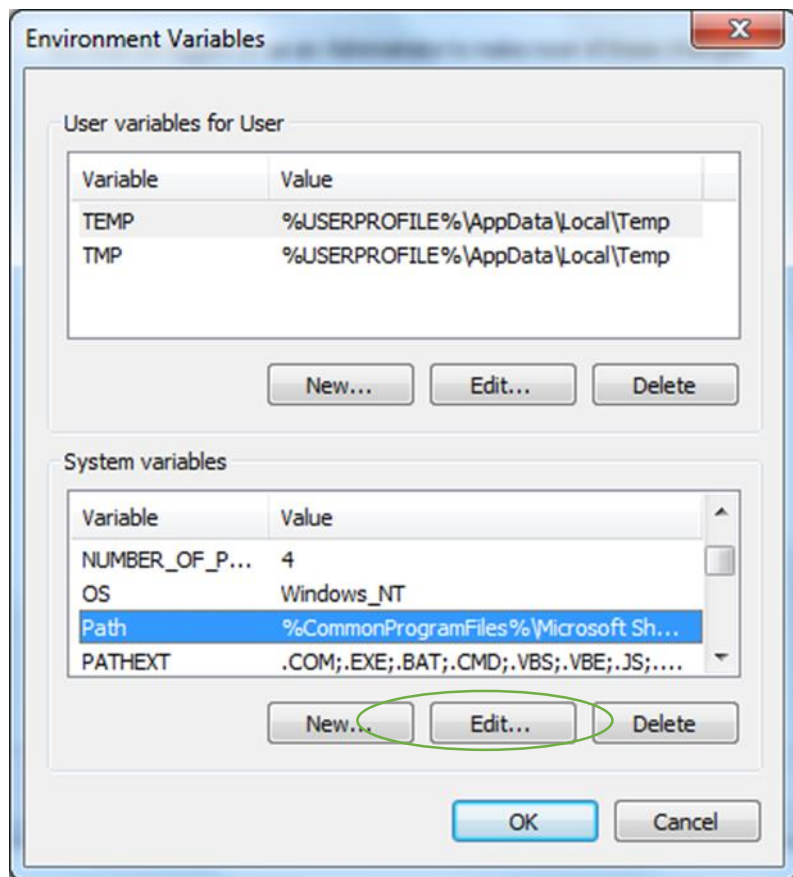 Environment Variables
User variables for User
Variable Value
TEMP %USERPROFILE%\AppData\Local\Temp
TMP %USERPROFILE%\AppData\Local\Temp
New... Edit... Delete
System variables
Variable Value
NUMBER_OF_P... 4
OS Windows_NT
Path %CommonProgramFiles%\Microsoft Sh...
PATHEXT .COM;.EXE;.BAT;.CMD;.VBS;.VBE;.JS;....
New... Edit... Delete
OK Cancel